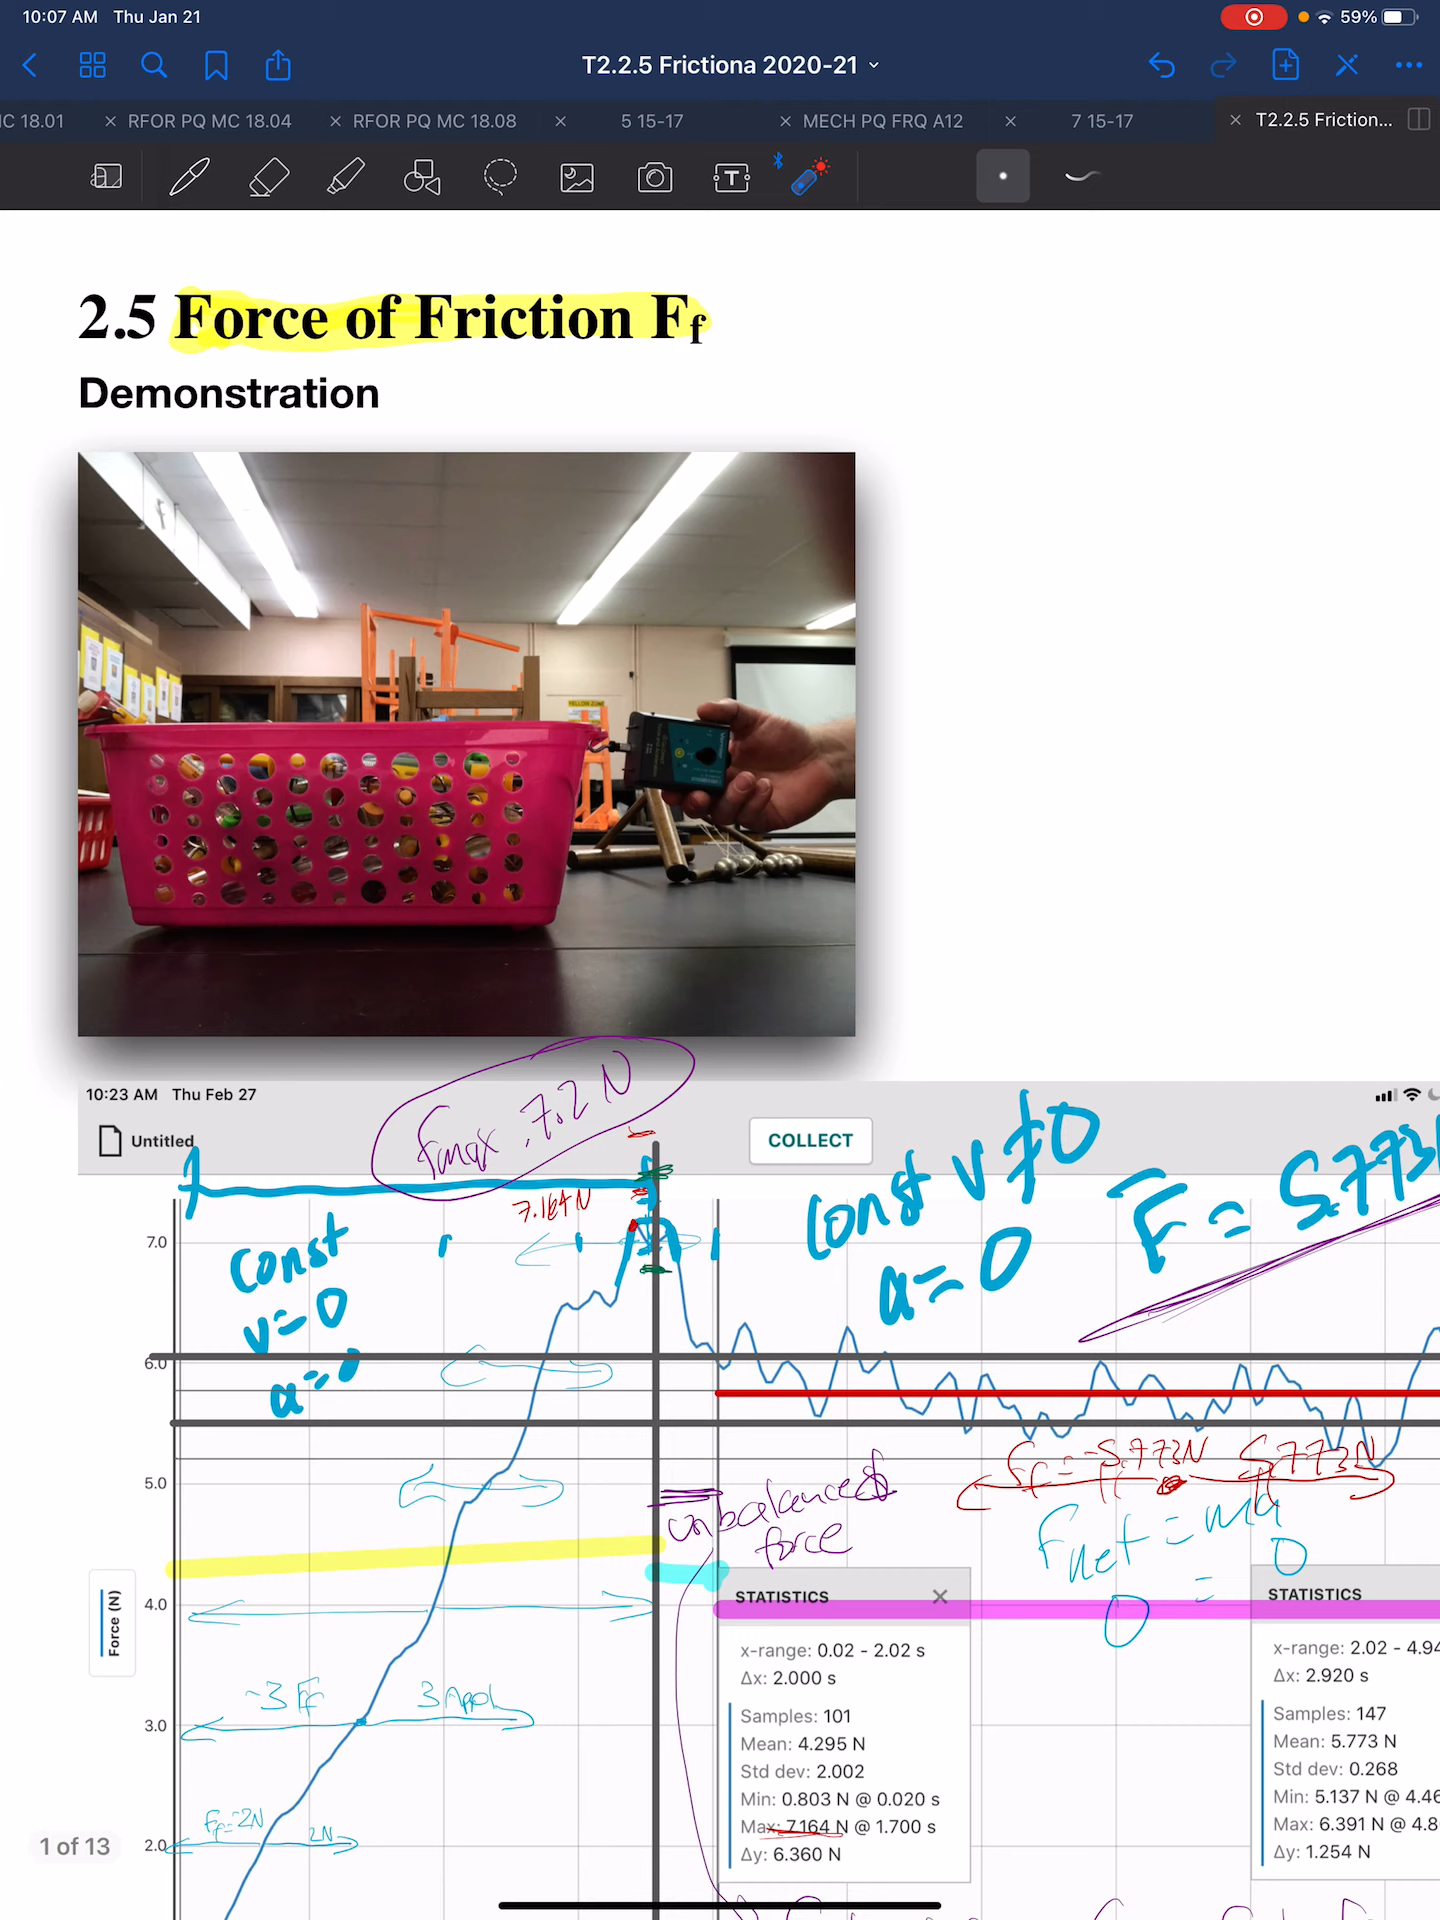 10:07 AM Thu Jan 21
59%
T2.2.5 Frictiona 2020-21
IC 18.01
RFOR PQ MC 18.04
RFOR PQ MC 18.08
5 15-17
MECH PQ FRQ A12
7 15-17
T2.2.5 Friction...
2.5 Force of Friction Ff
Demonstration
YELLOW ZONE
10:23 AM Thu Feb 27
Untitled
Fmax
7.2 N
COLLECT
7.164N
const v≠0
a=0
F̄ = 5.773
const
v=0
a=0
7.0
6.0
5.0
4.0
3.0
2.0
Force (N)
Ff = -5.773N 5.773N
unbalanced
force
Fnet = ma
0 = 0
-3 Ff
3 Appl
Ff=2N
2N
STATISTICS
x-range: 0.02 - 2.02 s
Δx: 2.000 s
Samples: 101
Mean: 4.295 N
Std dev: 2.002
Min: 0.803 N @ 0.020 s
Max: 7.164 N @ 1.700 s
Δy: 6.360 N
STATISTICS
x-range: 2.02 - 4.94
Δx: 2.920 s
Samples: 147
Mean: 5.773 N
Std dev: 0.268
Min: 5.137 N @ 4.46
Max: 6.391 N @ 4.8
Δy: 1.254 N
1 of 13